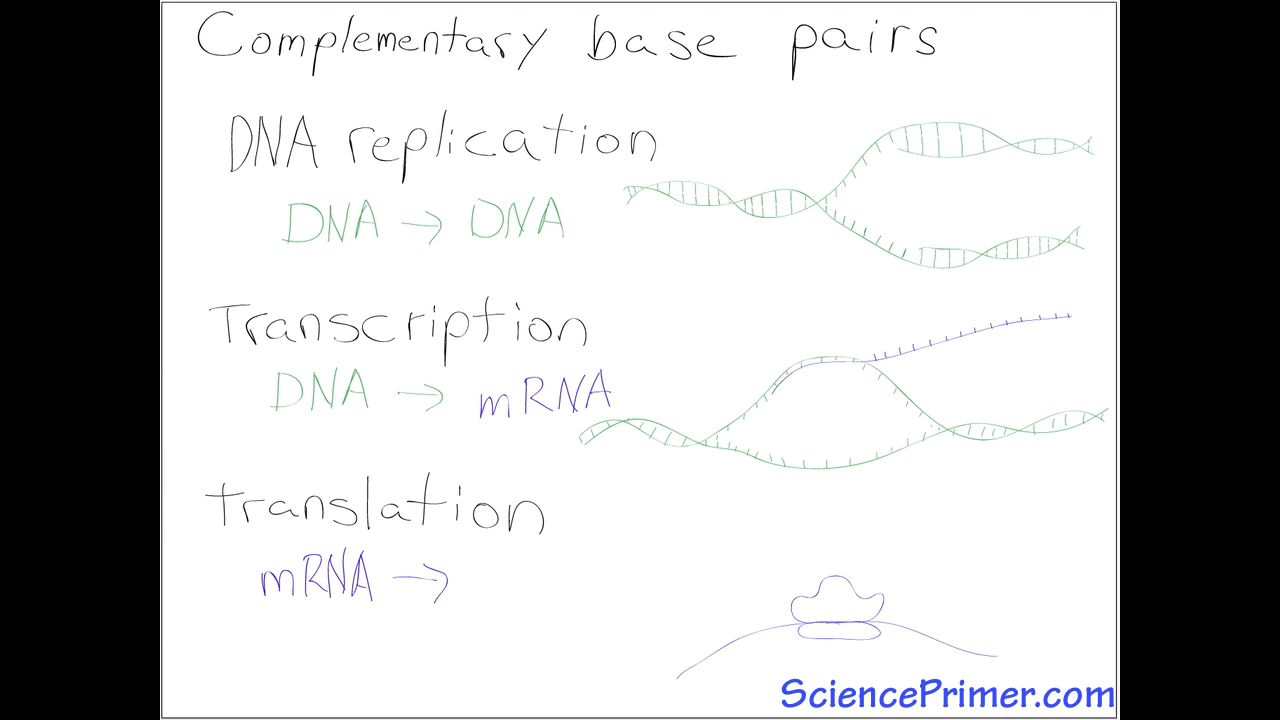 Complementary base pairs
DNA replication
DNA → DNA
Transcription
DNA → mRNA
translation
mRNA →
SciencePrimer.com